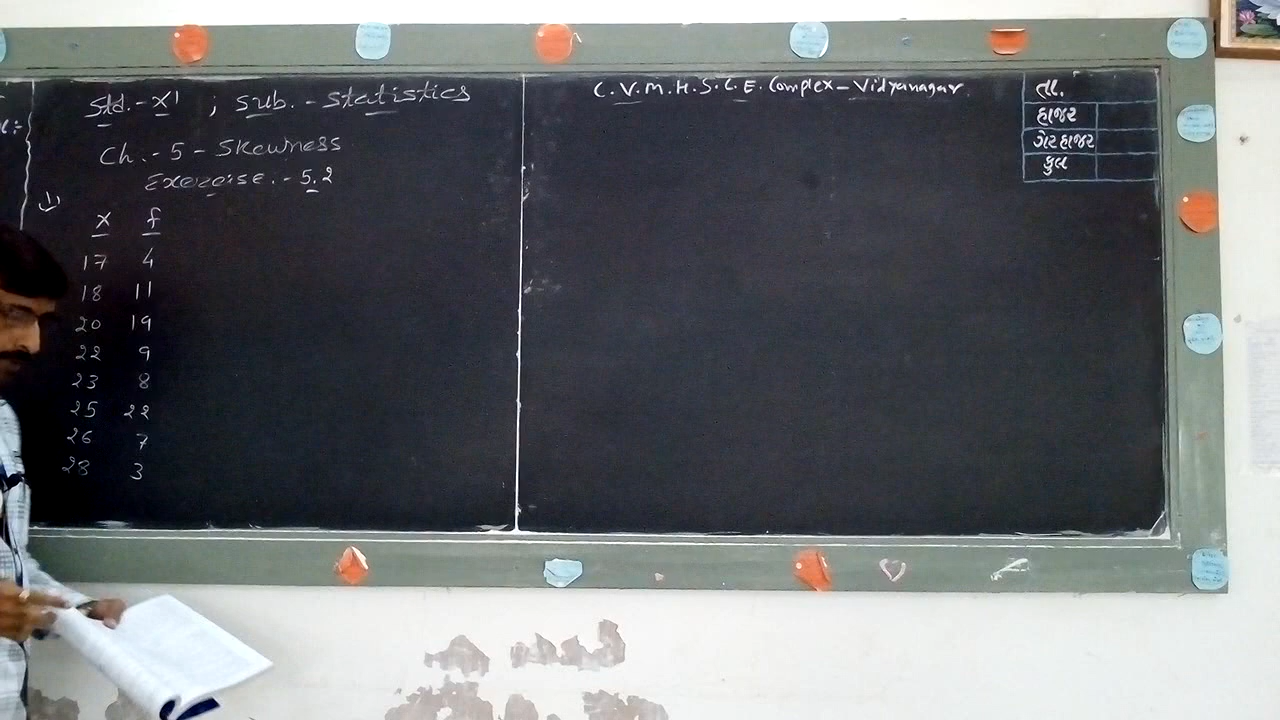 Std.-XI ; Sub.-Statistics
Ch.-5-Skewness
Exercise.-5.2
1)
x f
17 4
18 11
20 19
22 9
23 8
25 22
26 7
28 3
C.V.M.H.S.C.E. Complex-Vidyanagar
તા.
હાજર
ગેરહાજર
કુલ